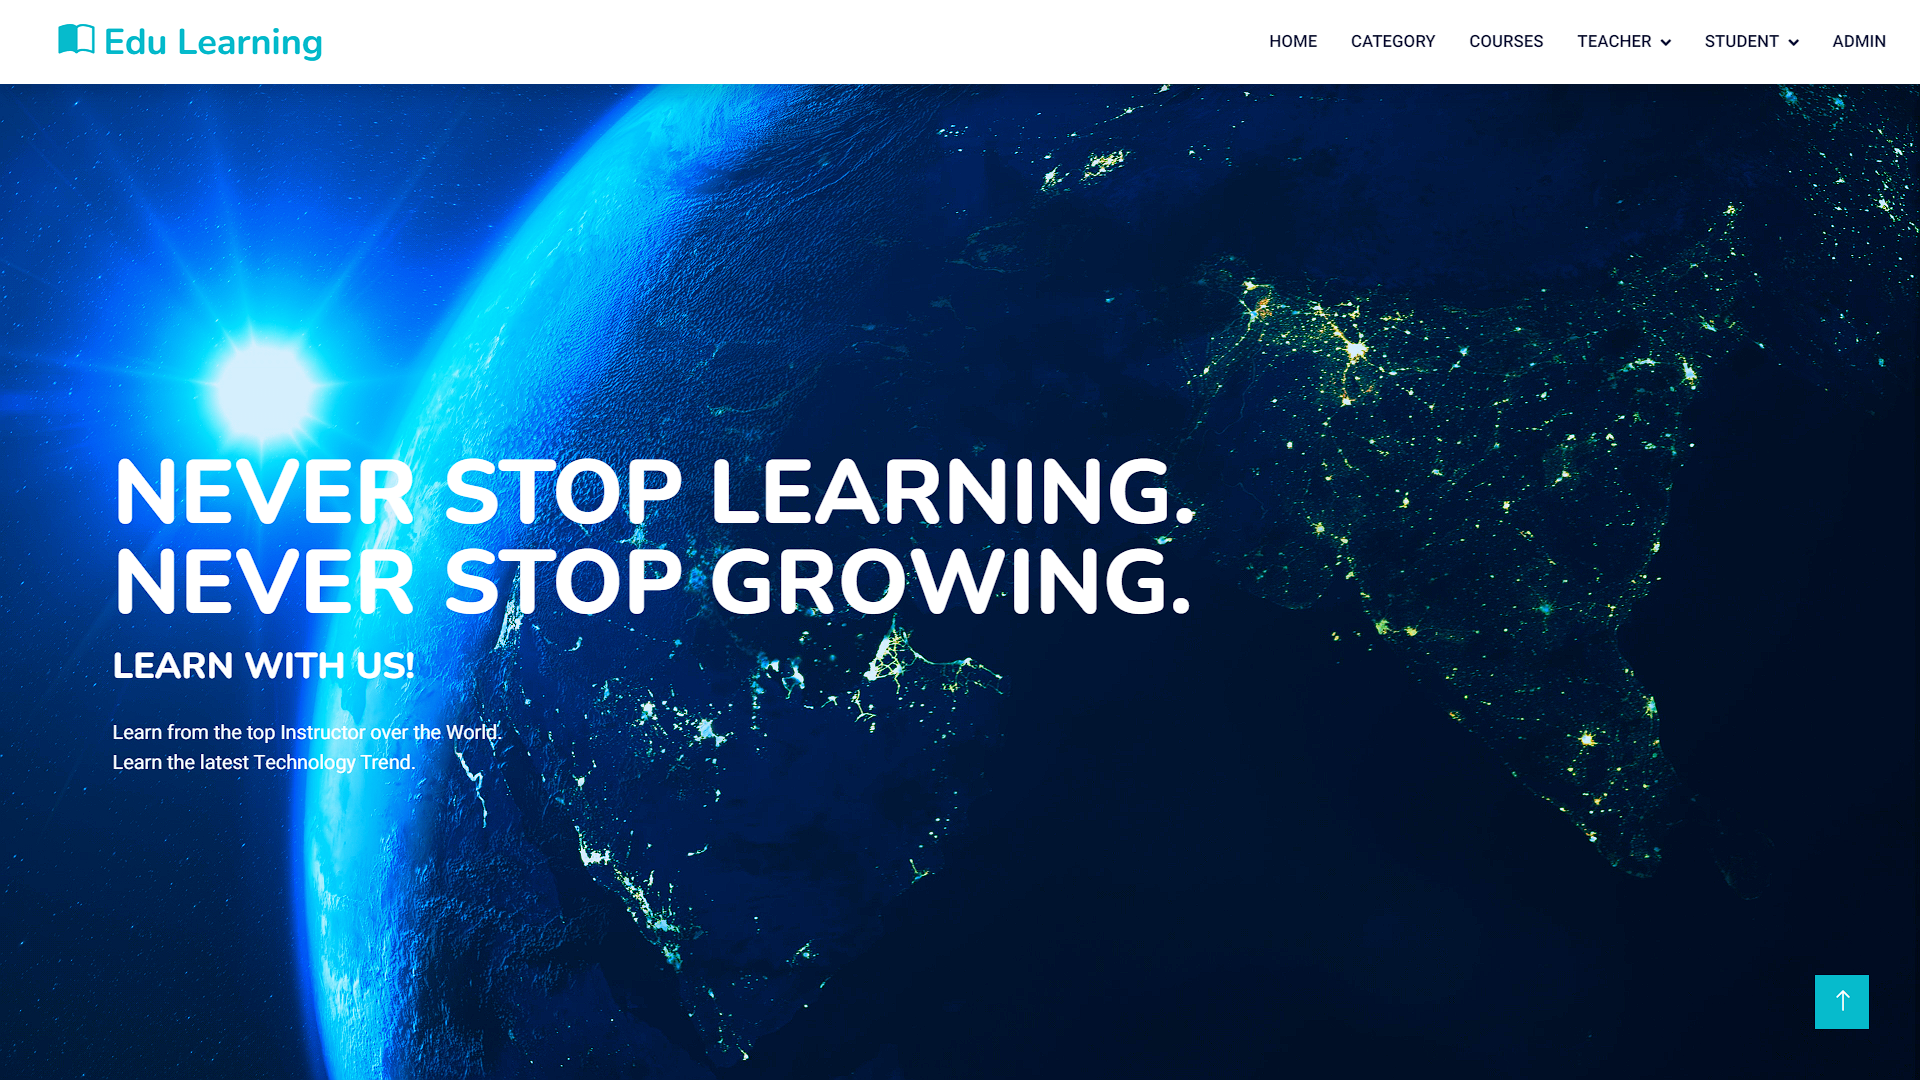 Edu Learning
HOME
CATEGORY
COURSES
TEACHER
STUDENT
ADMIN
NEVER STOP LEARNING.
NEVER STOP GROWING.
LEARN WITH US!
Learn from the top Instructor over the World.
Learn the latest Technology Trend.